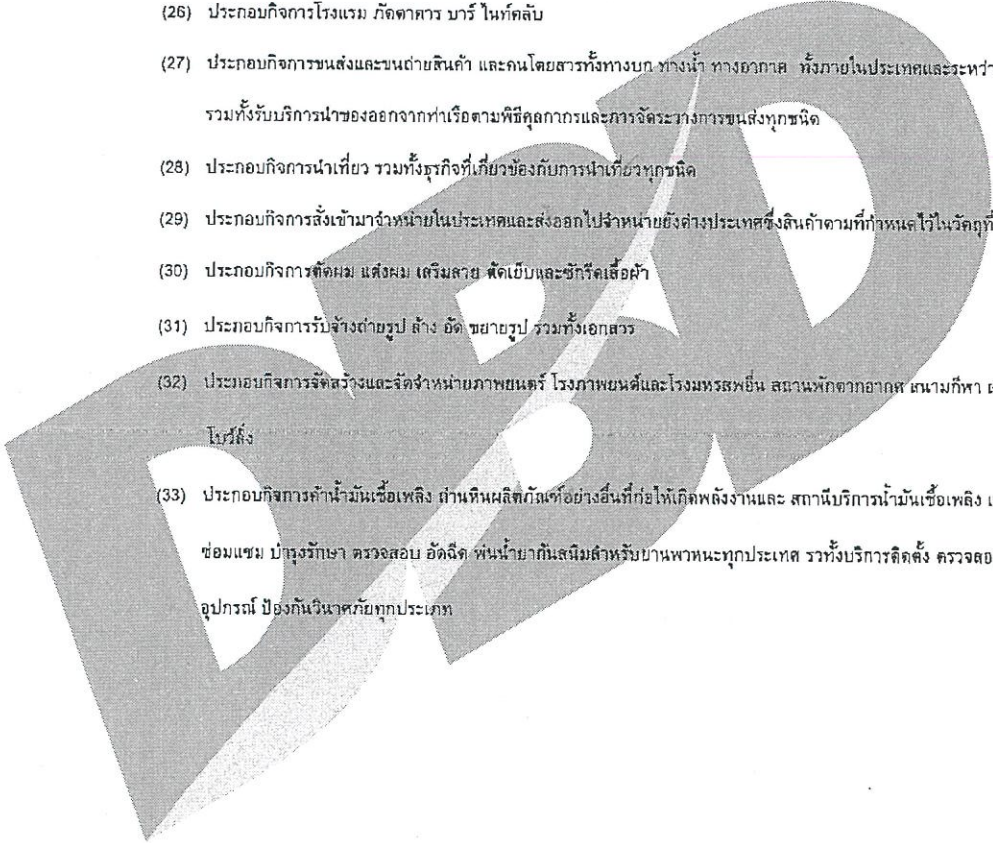 (26) ประกอบกิจการโรงแรม ภัตตาคาร บาร์ ไนท์คลับ
(27) ประกอบกิจการขนส่งและขนถ่ายสินค้า และคนโดยสารทั้งทางบก ทางน้ำ ทางอากาศ ทั้งภายในประเทศและระหว่า
รวมทั้งรับบริการนำของออกจากท่าเรือตามพิธีศุลกากรและการจัดระวางการขนส่งทุกชนิด
(28) ประกอบกิจการนำเที่ยว รวมทั้งธุรกิจที่เกี่ยวข้องกับการนำเที่ยวทุกชนิด
(29) ประกอบกิจการสั่งเข้ามาจำหน่ายในประเทศและส่งออกไปจำหน่ายยังต่างประเทศซึ่งสินค้าตามที่กำหนดไว้ในวัตถุที่
(30) ประกอบกิจการตัดผม แต่งผม เสริมสวย ตัดเย็บและซักรีดเสื้อผ้า
(31) ประกอบกิจการรับจ้างถ่ายรูป ล้าง อัด ขยายรูป รวมทั้งเอกสาร
(32) ประกอบกิจการจัดสร้างและจัดจำหน่ายภาพยนตร์ โรงภาพยนต์และโรงมหรสพอื่น สถานพักตากอากศ สนามกีฬา
โบว์ลิ่ง
(33) ประกอบกิจการค้าน้ำมันเชื้อเพลิง ถ่านหินผลิตภัณฑ์อย่างอื่นที่ก่อให้เกิดพลังงานและ สถานีบริการน้ำมันเชื้อเพลิง
ซ่อมแซม บำรุงรักษา ตรวจสอบ อัดฉีด พ่นน้ำยากันสนิมสำหรับยานพาหนะทุกประเทศ รวทั้งบริการติดตั้ง ตรวจสอ
อุปกรณ์ ป้องกันวินาศภัยทุกประเภท
DBD